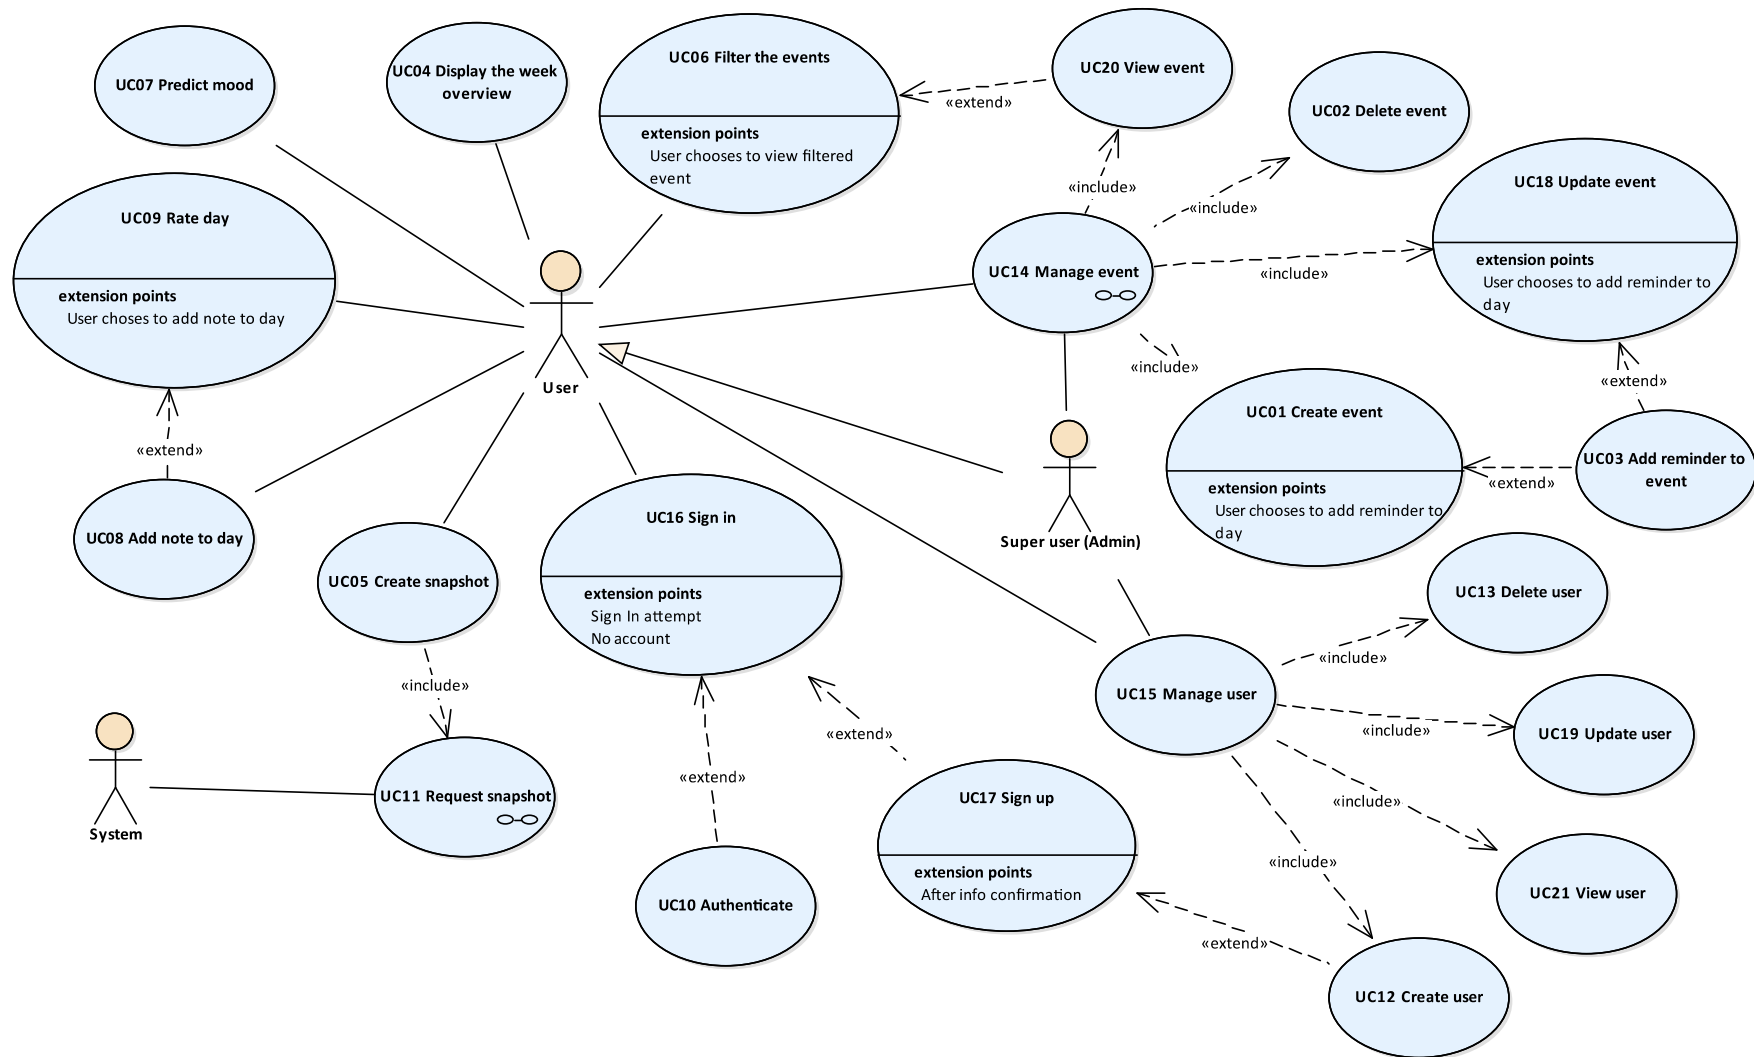 UC07 Predict mood
UC04 Display the week
overview
UC06 Filter the events
extension points
User chooses to view filtered
event
«extend»
UC20 View event
UC02 Delete event
«include»
«include»
UC18 Update event
extension points
User chooses to add reminder to
day
UC09 Rate day
extension points
User choses to add note to day
UC14 Manage event
«include»
«include»
User
«extend»
UC01 Create event
extension points
User chooses to add reminder to
day
«extend»
UC03 Add reminder to
event
«extend»
UC08 Add note to day
UC16 Sign in
extension points
Sign In attempt
No account
Super user (Admin)
UC05 Create snapshot
UC13 Delete user
«include»
«include»
UC15 Manage user
UC19 Update user
«include»
System
UC11 Request snapshot
«extend»
«extend»
UC17 Sign up
extension points
After info confirmation
«include»
«include»
UC21 View user
UC10 Authenticate
«extend»
UC12 Create user